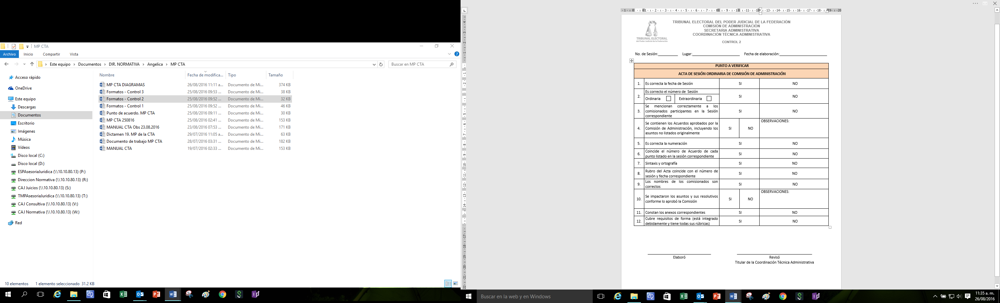 MP CTA
Archivo Inicio Compartir Vista
Este equipo Documentos DIR. NORMATIVA Angelica MP CTA
Buscar en MP CTA
Acceso rápido
OneDrive
Este equipo
Descargas
Documentos
Escritorio
Imágenes
Música
Vídeos
Disco local (C:)
Disco local (D:)
ESPAsesoriaJuridica (\\10.10.80.13) (P:)
Direccion Normativa (\\10.10.80.13) (R:)
CAJ Juicios (\\10.10.80.13) (S:)
TMPAsesoriaJuridica (\\10.10.80.13) (T:)
CAJ Consultiva (\\10.10.80.13) (V:)
CAJ Normativa (\\10.10.80.13) (W:)
Red
Nombre Fecha de modifica... Tipo Tamaño
MP CTA DIAGRAMAS 26/08/2016 11:11 a... Documento de Mi... 374 KB
Formatos - Control 3 25/08/2016 09:53 ... Documento de Mi... 38 KB
Formatos - Control 2 25/08/2016 09:52 ... Documento de Mi... 32 KB
Formatos - Control 1 25/08/2016 09:52 ... Documento de Mi... 46 KB
Punto de acuerdo. MP CTA 25/08/2016 09:11 ... Documento de Mi... 30 KB
MP CTA 250816 25/08/2016 02:41 ... Documento de Mi... 153 KB
MANUAL CTA Obs 23.08.2016 23/08/2016 07:53 ... Documento de Mi... 171 KB
Dictamen 19. MP de la CTA 29/07/2016 11:05 a... Documento de Mi... 63 KB
Documento de trabajo MP CTA 28/07/2016 03:31 ... Documento de Mi... 182 KB
MANUAL CTA 19/07/2016 02:33 ... Documento de Mi... 153 KB
10 elementos 1 elemento seleccionado 31.2 KB
TRIBUNAL ELECTORAL
del Poder Judicial de la Federación
TRIBUNAL ELECTORAL DEL PODER JUDICIAL DE LA FEDERACIÓN
COMISIÓN DE ADMINISTRACIÓN
SECRETARIA ADMINISTRATIVA
COORDINACIÓN TÉCNICA ADMINISTRATIVA
CONTROL 2
No. de Sesión:__________ Lugar:________________________ Fecha de elaboración:________________________
PUNTO A VERIFICAR
ACTA DE SESIÓN ORDINARIA DE COMISIÓN DE ADMINISTRACIÓN
1. Es correcta la fecha de Sesión SI NO
2. Es correcto el número de Sesión SI NO
Ordinaria Extraordinaria
3. Se mencionan correctamente a los
comisionados participantes en la Sesión SI NO
correspondiente
4. Se contienen los Acuerdos aprobados por la
Comisión de Administración, incluyendo los
asuntos no listados originalmente
SI NO OBSERVACIONES:
5. Es correcta la numeración SI NO
6. Coincide el número de Acuerdo de cada
punto listado en la sesión correspondiente SI NO
7. Sintaxis y ortografía SI NO
8. Rubro del Acta coincide con el número de
sesión y fecha correspondiente SI NO
9. Los nombres de los comisionados son
correctos SI NO
10. Se impactaron los asuntos y sus resolutivos
conforme lo aprobó la Comisión
SI NO OBSERVACIONES:
11. Constan los anexos correspondientes SI NO
12. Cubre requisitos de forma (está integrado
debidamente y tiene todas sus rúbricas) SI NO
Elaboró Revisó
Titular de la Coordinación Técnica Administrativa
Buscar en la web y en Windows
11:35 a. m.
26/08/2016